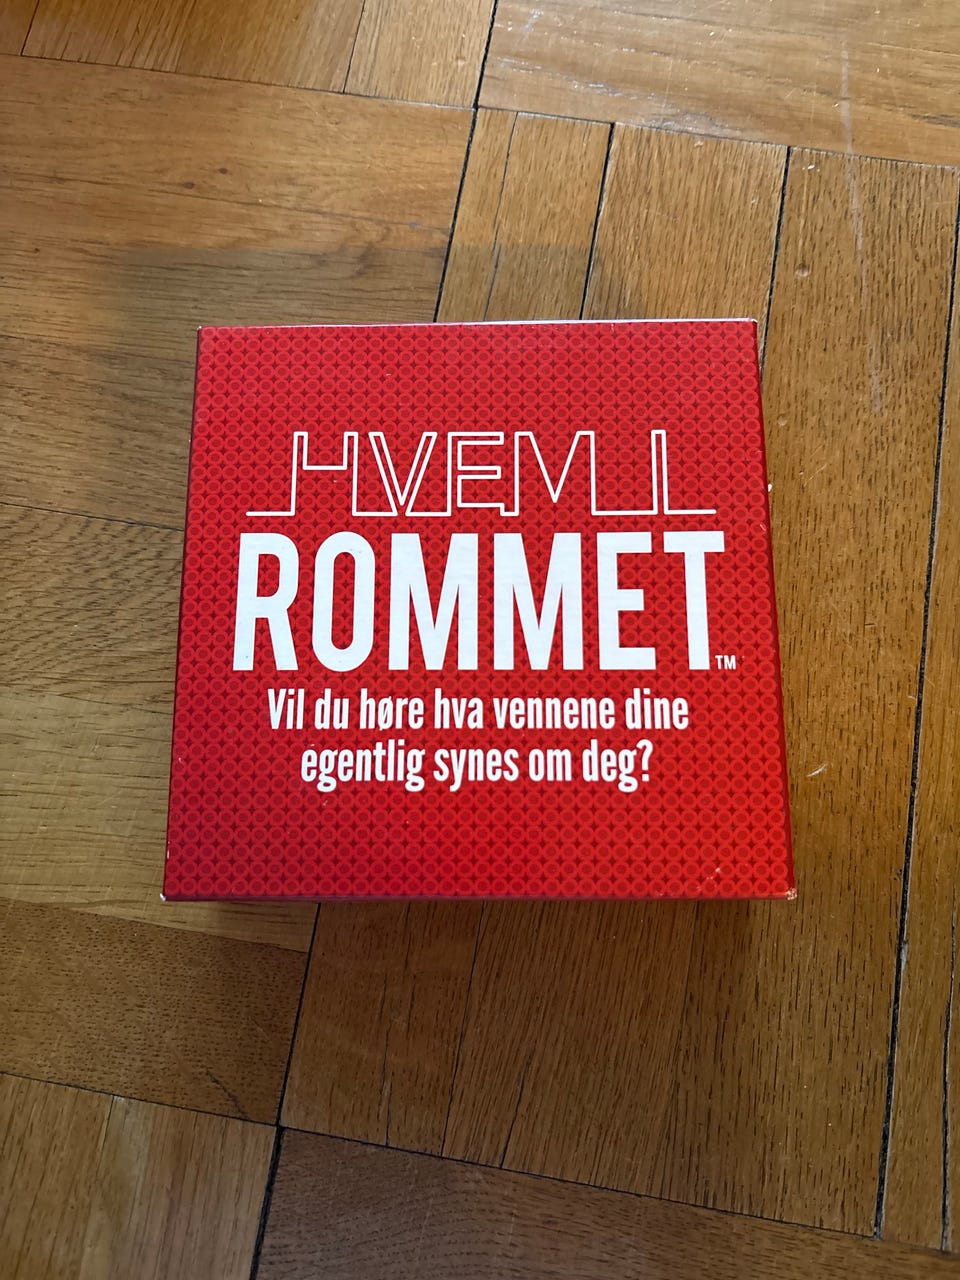 HVEM I
ROMMET™
Vil du høre hva vennene dine
egentlig synes om deg?